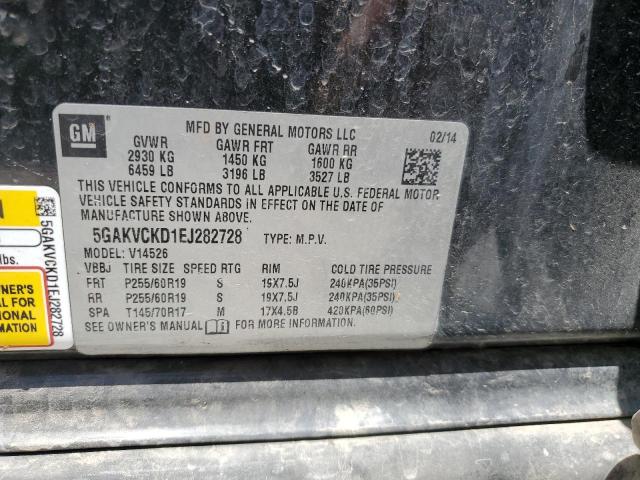 GM
MFD BY GENERAL MOTORS LLC
02/14
GVWR GAWR FRT GAWR RR
2930 KG 1450 KG 1600 KG
6459 LB 3196 LB 3527 LB
THIS VEHICLE CONFORMS TO ALL APPLICABLE U.S. FEDERAL MOTOR
VEHICLE SAFETY STANDARDS IN EFFECT ON THE DATE OF
MANUFACTURE SHOWN ABOVE.
5GAKVCKD1EJ282728 TYPE: M.P.V.
MODEL: V14526
VBBJ TIRE SIZE SPEED RTG RIM COLD TIRE PRESSURE
FRT P255/60R19 S 19X7.5J 240KPA(35PSI)
RR P255/60R19 S 19X7.5J 240KPA(35PSI)
SPA T145/70R17 M 17X4.5B 420KPA(60PSI)
SEE OWNER'S MANUAL FOR MORE INFORMATION
5GAKVCKD1EJ282728
lbs.
OWNER'S
FOR